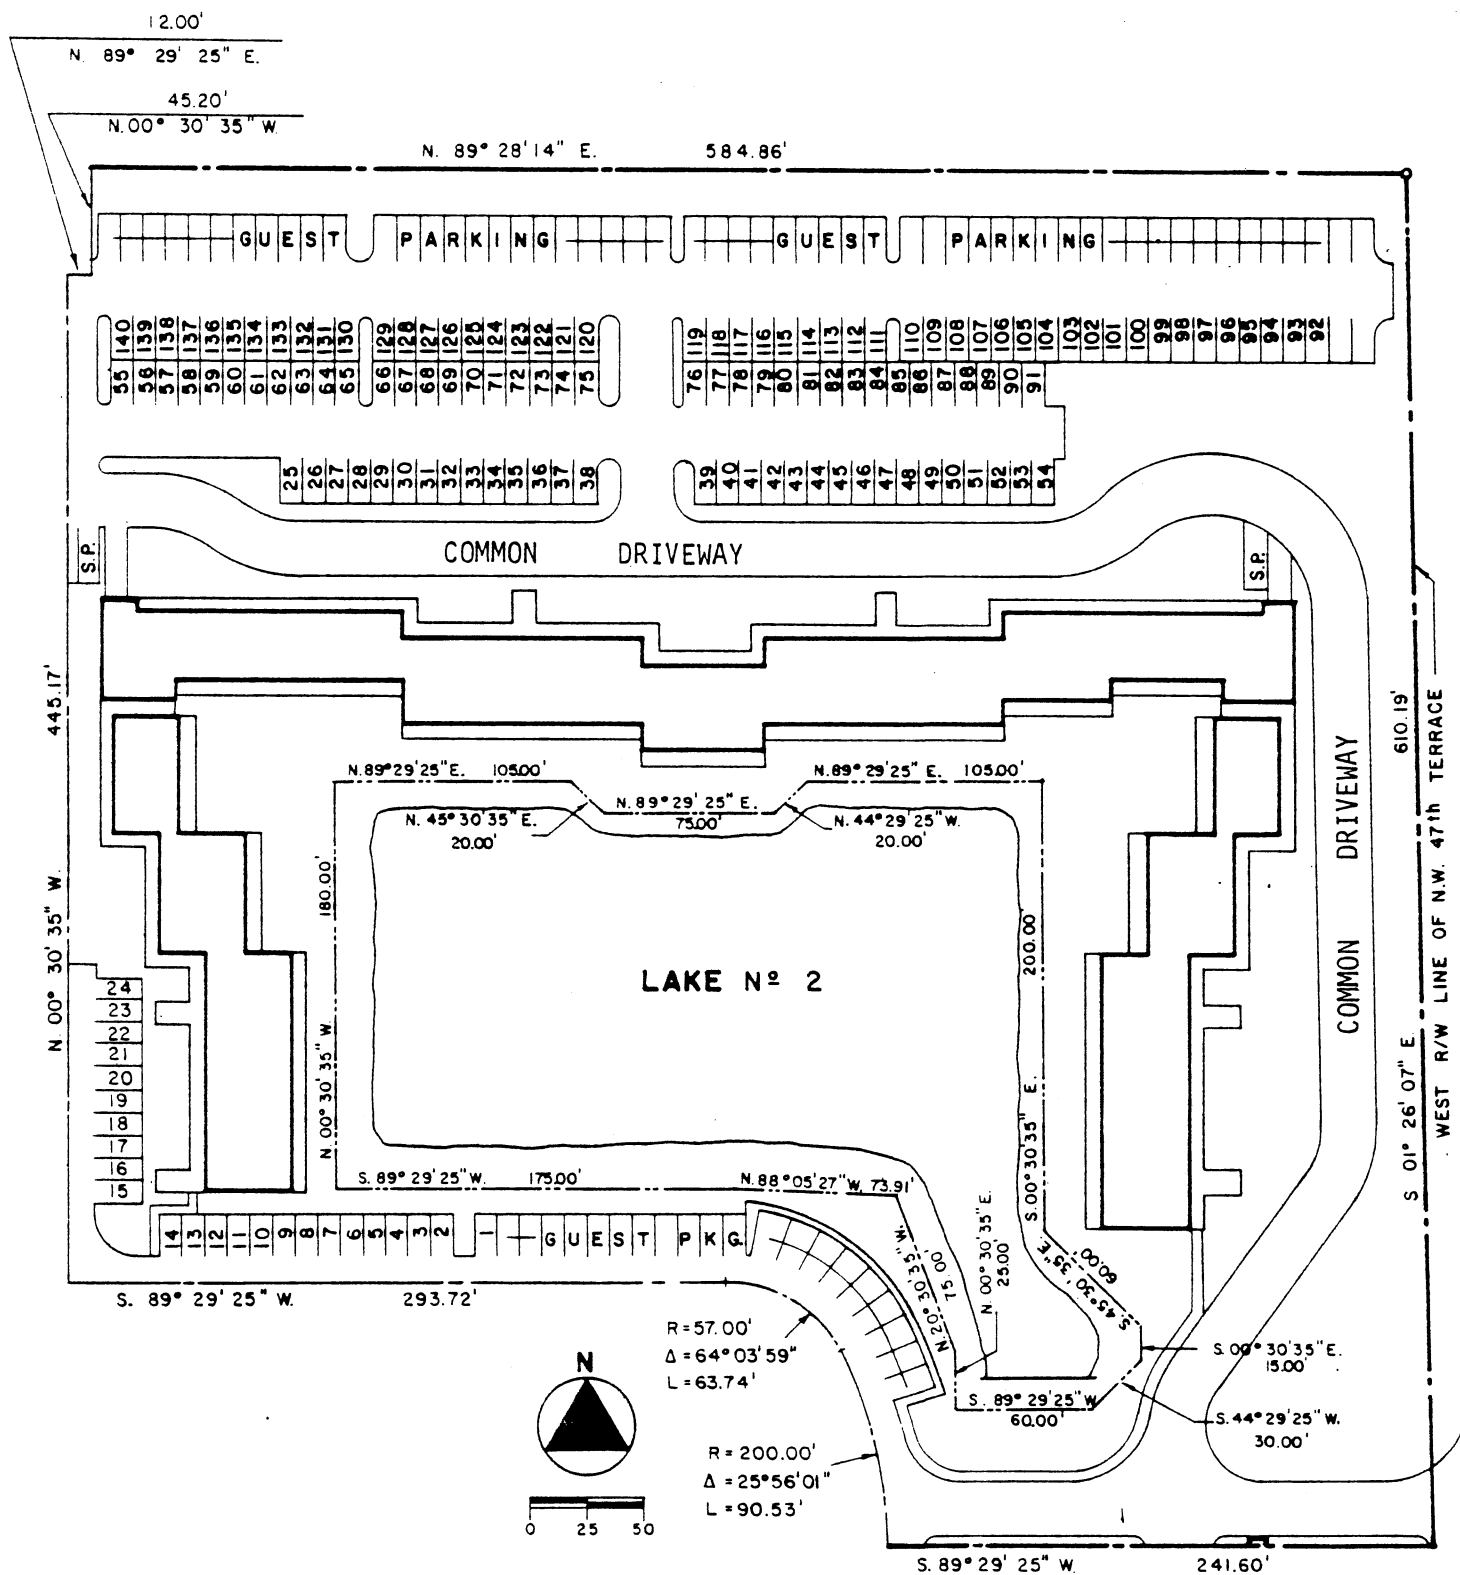 12.00'
N. 89° 29' 25" E.
45.20'
N. 00° 30' 35" W.
N. 89° 28' 14" E. 584.86'
GUEST PARKING GUEST PARKING
140 139 138 137 136 135 134 133 132 131 130 129 128 127 126 125 124 123 122 121 120 119 118 117 116 115 114 113 112 111 110 109 108 107 106 105 104 103 102 101 100 99 98 97 96 95 94 93 92
55 56 57 58 59 60 61 62 63 64 65 66 67 68 69 70 71 72 73 74 75 76 77 78 79 80 81 82 83 84 85 86 87 88 89 90 91
25 26 27 28 29 30 31 32 33 34 35 36 37 38 39 40 41 42 43 44 45 46 47 48 49 50 51 52 53 54
COMMON DRIVEWAY
S.P.
S.P.
445.17'
N. 00° 30' 35" W.
610.19'
S 01° 26' 07" E.
WEST R/W LINE OF N.W. 47th TERRACE
COMMON DRIVEWAY
N. 89° 29' 25" E. 105.00'
N. 89° 29' 25" E. 105.00'
N. 89° 29' 25" E.
75.00'
N. 45° 30' 35" E.
20.00'
N. 44° 29' 25" W.
20.00'
180.00'
N. 00° 30' 35" W.
200.00'
S. 00° 30' 35" E.
LAKE Nº 2
24
23
22
21
20
19
18
17
16
15
S. 89° 29' 25" W. 175.00'
N. 88° 05' 27" W. 73.91'
14 13 12 11 10 9 8 7 6 5 4 3 2 1 GUEST PKG.
N. 20° 30' 35" W.
75.00'
N. 00° 30' 35" E.
25.00'
S. 45° 30' 35" E.
60.00'
S. 89° 29' 25" W. 293.72'
R = 57.00'
Δ = 64° 03' 59"
L = 63.74'
S. 00° 30' 35" E.
15.00'
S. 89° 29' 25" W.
60.00'
S. 44° 29' 25" W.
30.00'
N
R = 200.00'
Δ = 25° 56' 01"
L = 90.53'
0 25 50
S. 89° 29' 25" W. 241.60'